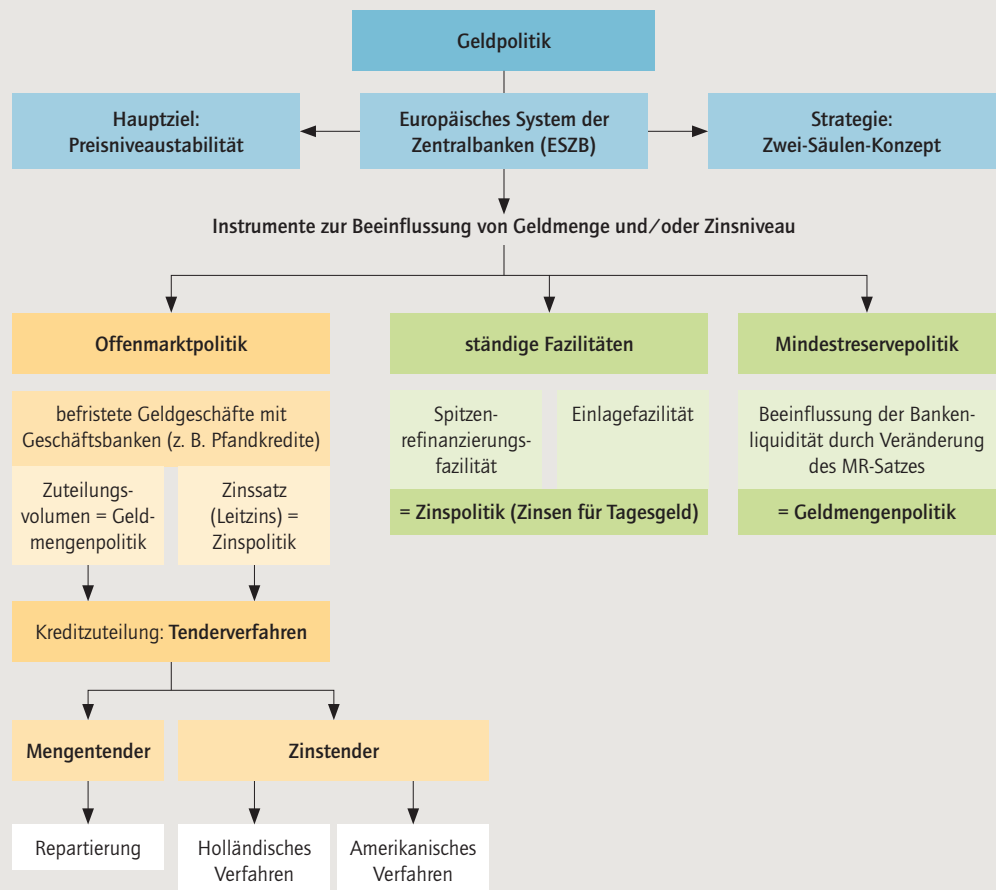 Geldpolitik
Hauptziel:
Preisniveaustabilität
Europäisches System der
Zentralbanken (ESZB)
Strategie:
Zwei-Säulen-Konzept
Instrumente zur Beeinflussung von Geldmenge und/oder Zinsniveau
Offenmarktpolitik
befristete Geldgeschäfte mit
Geschäftsbanken (z. B. Pfandkredite)
Zuteilungs-
volumen = Geld-
mengenpolitik
Zinssatz
(Leitzins) =
Zinspolitik
Kreditzuteilung: Tenderverfahren
Mengentender
Zinstender
Repartierung
Holländisches
Verfahren
Amerikanisches
Verfahren
ständige Fazilitäten
Spitzen-
refinanzierungs-
fazilität
Einlagefazilität
= Zinspolitik (Zinsen für Tagesgeld)
Mindestreservepolitik
Beeinflussung der Banken-
liquidität durch Veränderung
des MR-Satzes
= Geldmengenpolitik